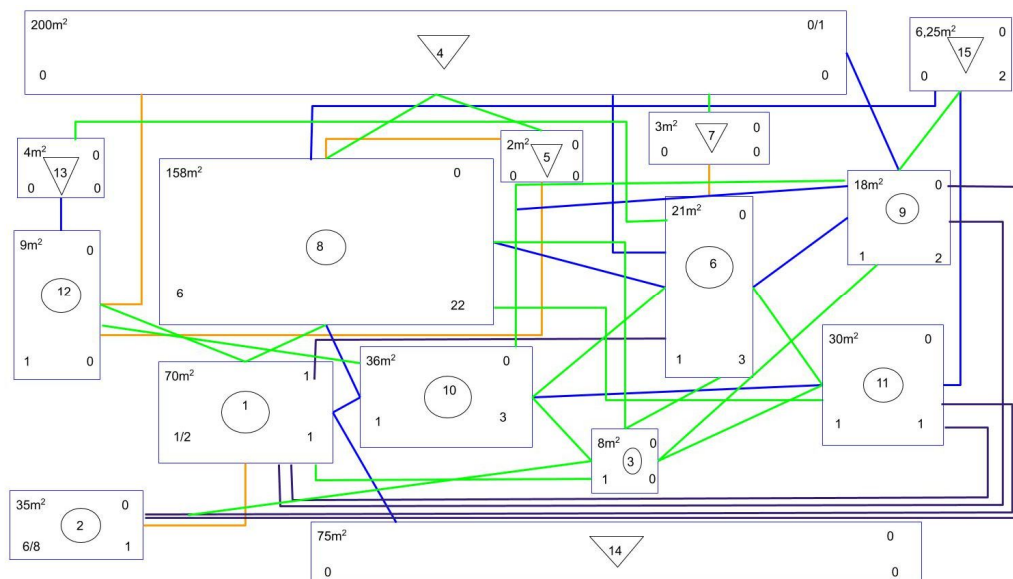 200m² 0/1
4
0 0
6,25m² 0
15
0 2
4m² 0
13
0 0
158m² 0
8
6 22
2m² 0
5
0 0
3m² 0
7
0 0
21m² 0
6
1 3
18m² 0
9
1 2
9m² 0
12
1 0
70m² 1
1
1/2 1
36m² 0
10
1 3
30m² 0
11
1 1
8m² 0
3
1 0
35m² 0
2
6/8 1
75m² 0
14
0 0